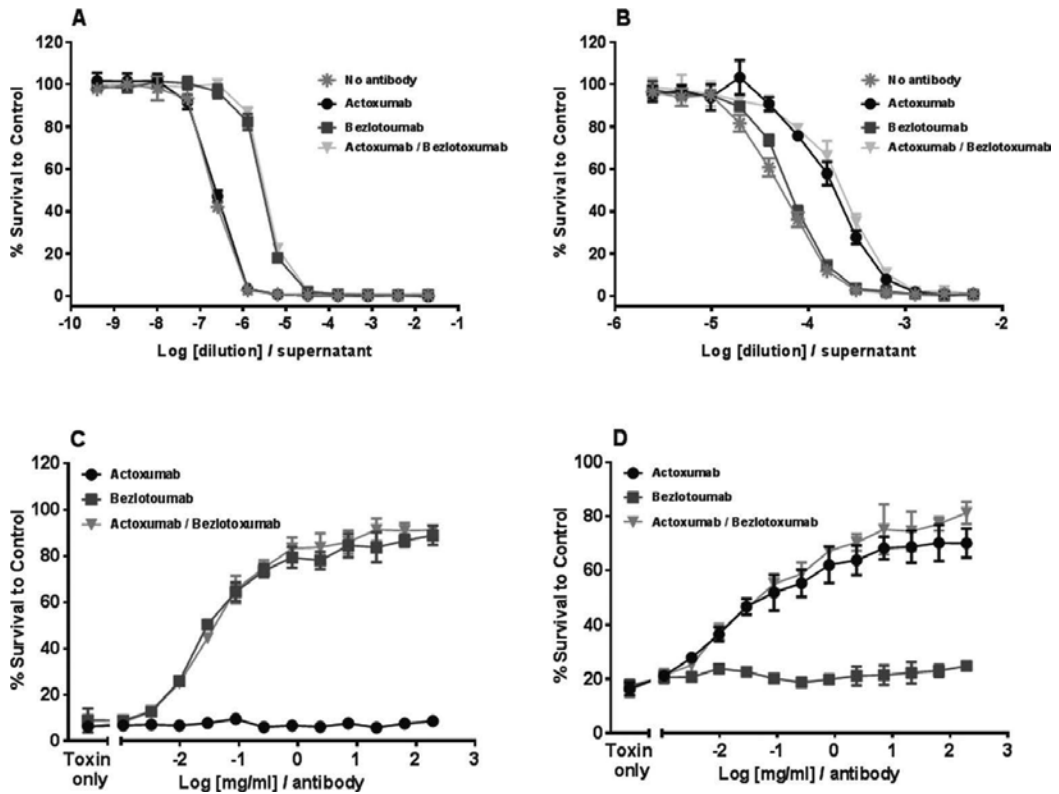 A
120
100
80
60
40
20
0
% Survival to Control
No antibody
Actoxumab
Bezlotoumab
Actoxumab / Bezlotoxumab
-10 -9 -8 -7 -6 -5 -4 -3 -2 -1
Log [dilution] / supernatant
B
120
100
80
60
40
20
0
% Survival to Control
No antibody
Actoxumab
Bezlotoumab
Actoxumab / Bezlotoxumab
-6 -5 -4 -3 -2
Log [dilution] / supernatant
C
120
100
80
60
40
20
0
% Survival to Control
Actoxumab
Bezlotoumab
Actoxumab / Bezlotoxumab
Toxin
only
-2 -1 0 1 2 3
Log [mg/ml] / antibody
D
100
80
60
40
20
0
% Survival to Control
Actoxumab
Bezlotoumab
Actoxumab / Bezlotoxumab
Toxin
only
-2 -1 0 1 2 3
Log [mg/ml] / antibody